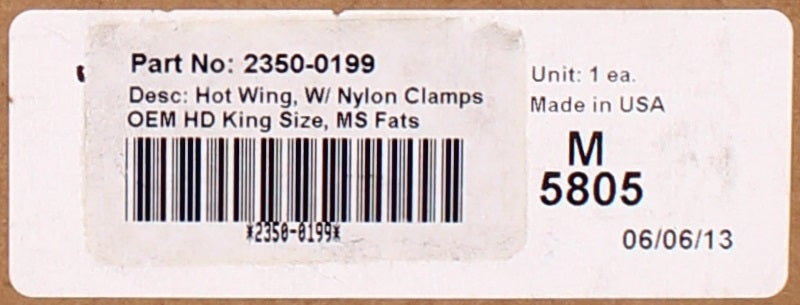 Part No: 2350-0199
Desc: Hot Wing, W/ Nylon Clamps
OEM HD King Size, MS Fats
*2350-0199*
Unit: 1 ea.
Made in USA
M
5805
06/06/13